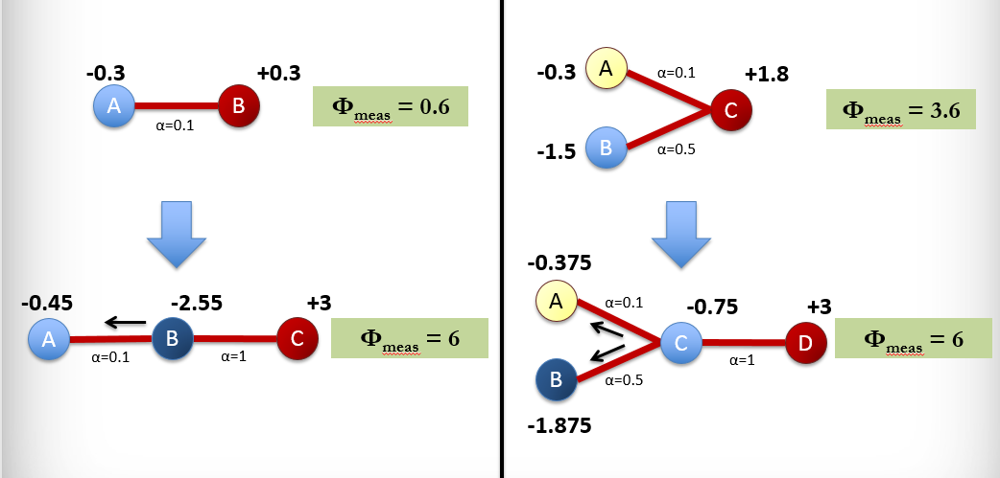 -0.3
+0.3
A
B
α=0.1
Φmeas = 0.6
-0.45
-2.55
+3
A
B
C
α=0.1
α=1
Φmeas = 6
-0.3
A
α=0.1
+1.8
C
-1.5
B
α=0.5
Φmeas = 3.6
-0.375
A
α=0.1
-0.75
+3
C
D
α=1
B
α=0.5
-1.875
Φmeas = 6